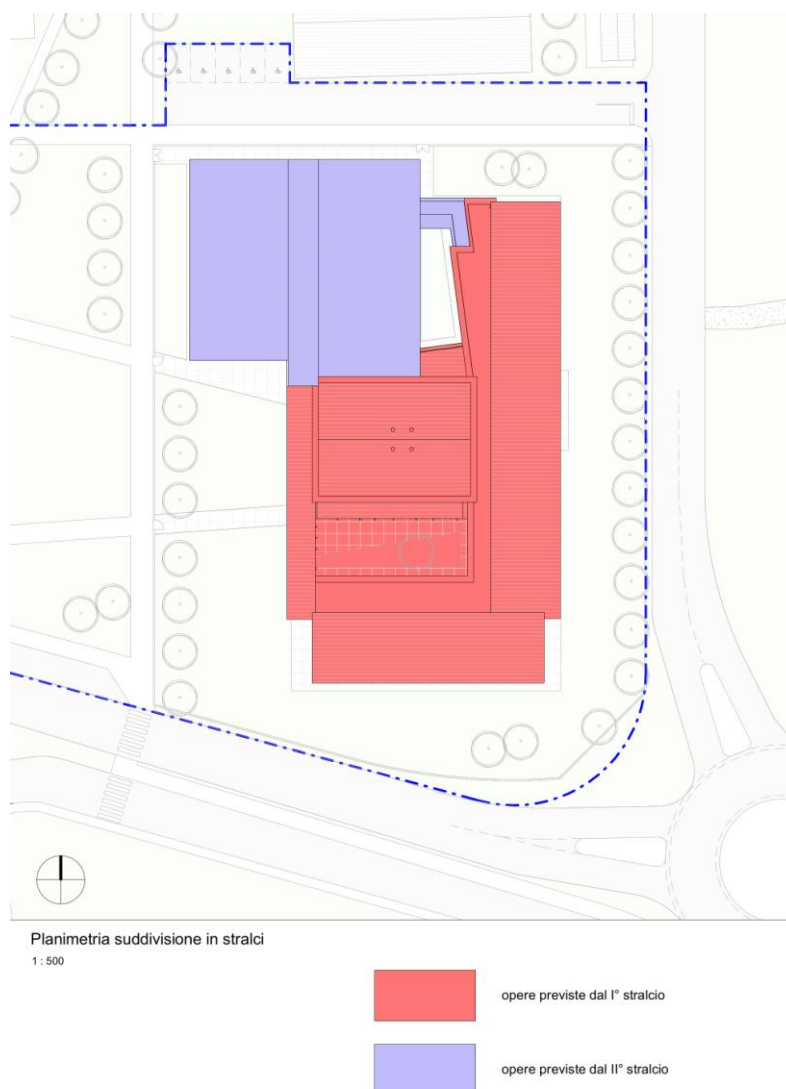 Planimetria suddivisione in stralci
1 : 500
opere previste dal I° stralcio
opere previste dal II° stralcio